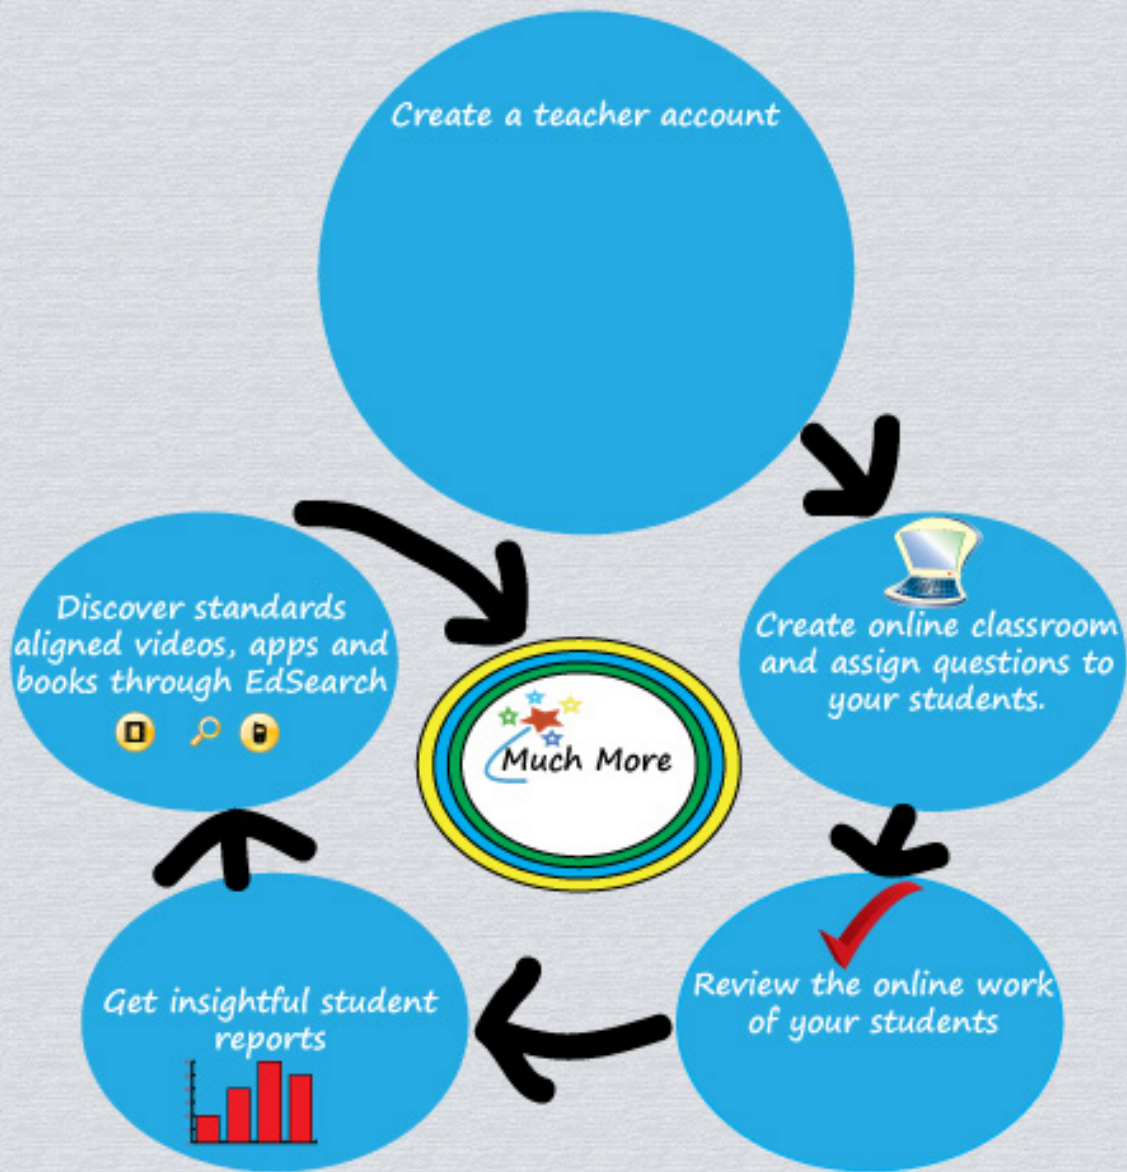 Create a teacher account
Create online classroom
and assign questions to
your students.
Review the online work
of your students
Get insightful student
reports
Discover standards
aligned videos, apps and
books through EdSearch
Much More